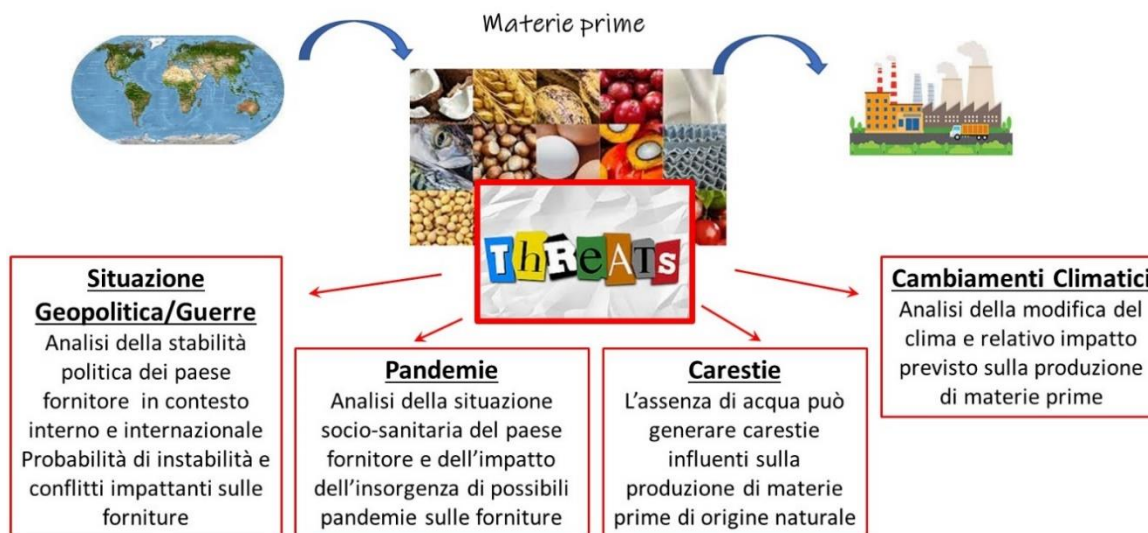 Materie prime
THREATs
Situazione
Geopolitica/Guerre
Analisi della stabilità
politica dei paese
fornitore in contesto
interno e internazionale
Probabilità di instabilità e
conflitti impattanti sulle
forniture
Pandemie
Analisi della situazione
socio-sanitaria del paese
fornitore e dell’impatto
dell’insorgenza di possibili
pandemie sulle forniture
Carestie
L’assenza di acqua può
generare carestie
influenti sulla
produzione di materie
prime di origine naturale
Cambiamenti Climatici
Analisi della modifica del
clima e relativo impatto
previsto sulla produzione
di materie prime